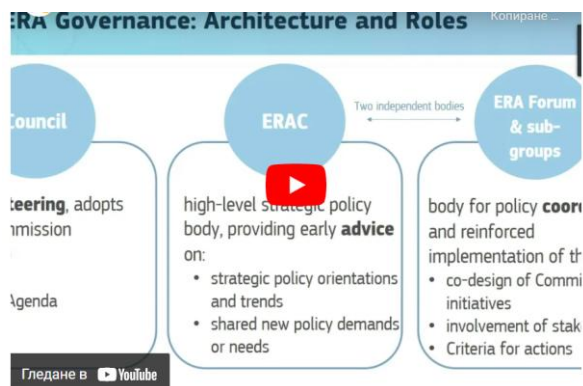 ERA Governance: Architecture and Roles
Копиране ...
Council
ERAC
Two independent bodies
ERA Forum
& sub-
groups
teering, adopts
mmission
Agenda
high-level strategic policy
body, providing early advice
on:
• strategic policy orientations
and trends
• shared new policy demands
or needs
body for policy coor
and reinforced
implementation of th
• co-design of Commi
initiatives
• involvement of stak
• Criteria for actions
Гледане в YouTube